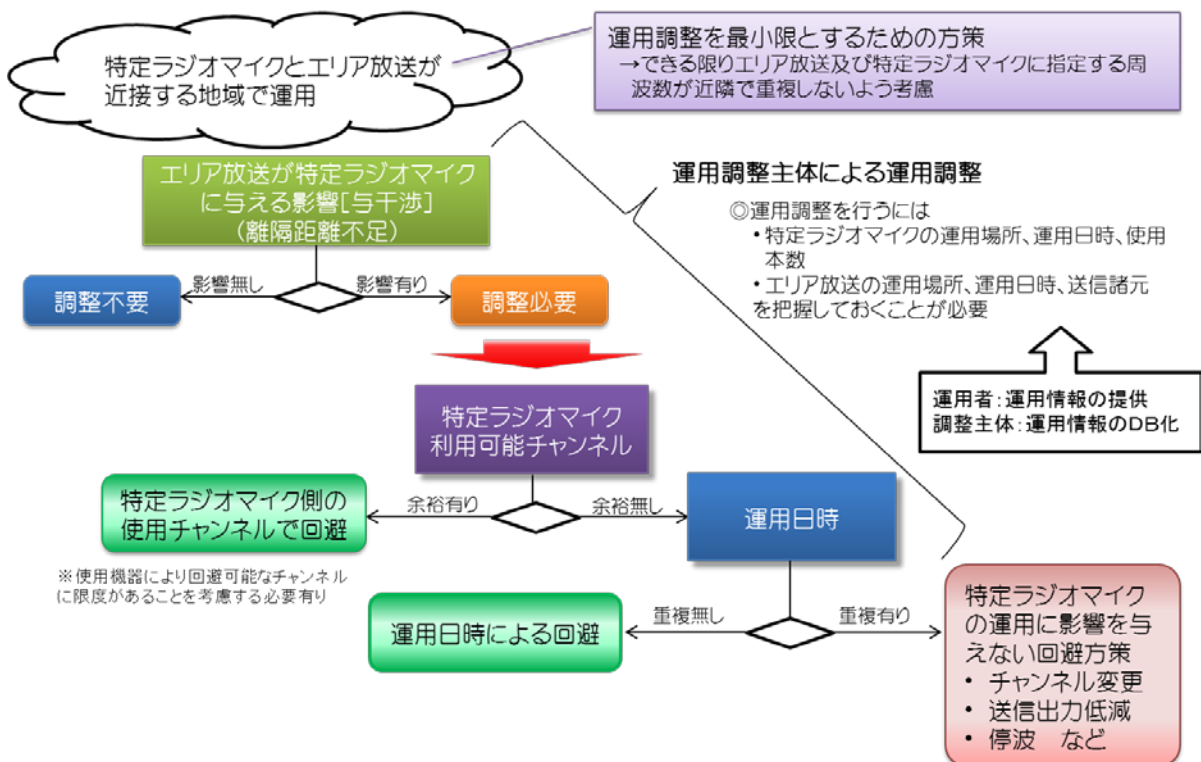 特定ラジオマイクとエリア放送が
近接する地域で運用
運用調整を最小限とするための方策
→できる限りエリア放送及び特定ラジオマイクに指定する周
波数が近隣で重複しないよう考慮
エリア放送が特定ラジオマイク
に与える影響[与干渉]
(離隔距離不足)
運用調整主体による運用調整
◎運用調整を行うには
・特定ラジオマイクの運用場所、運用日時、使用
本数
・エリア放送の運用場所、運用日時、送信諸元
を把握しておくことが必要
調整不要
影響無し
影響有り
調整必要
運用者:運用情報の提供
調整主体:運用情報のDB化
特定ラジオマイク
利用可能チャンネル
特定ラジオマイク側の
使用チャンネルで回避
余裕有り
余裕無し
運用日時
※使用機器により回避可能なチャンネル
に限度があることを考慮する必要有り
運用日時による回避
重複無し
重複有り
特定ラジオマイク
の運用に影響を与
えない回避方策
• チャンネル変更
• 送信出力低減
• 停波 など